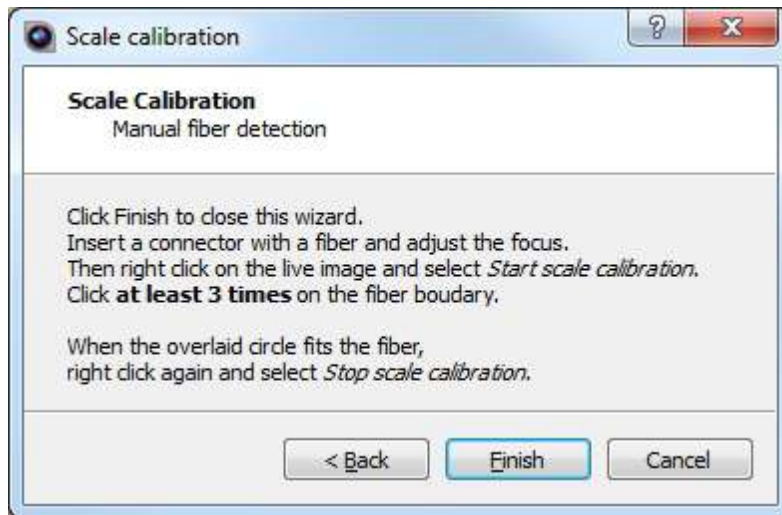 Scale calibration
?
X
Scale Calibration
Manual fiber detection
Click Finish to close this wizard.
Insert a connector with a fiber and adjust the focus.
Then right click on the live image and select Start scale calibration.
Click at least 3 times on the fiber boudary.
When the overlaid circle fits the fiber,
right click again and select Stop scale calibration.
< Back
Finish
Cancel